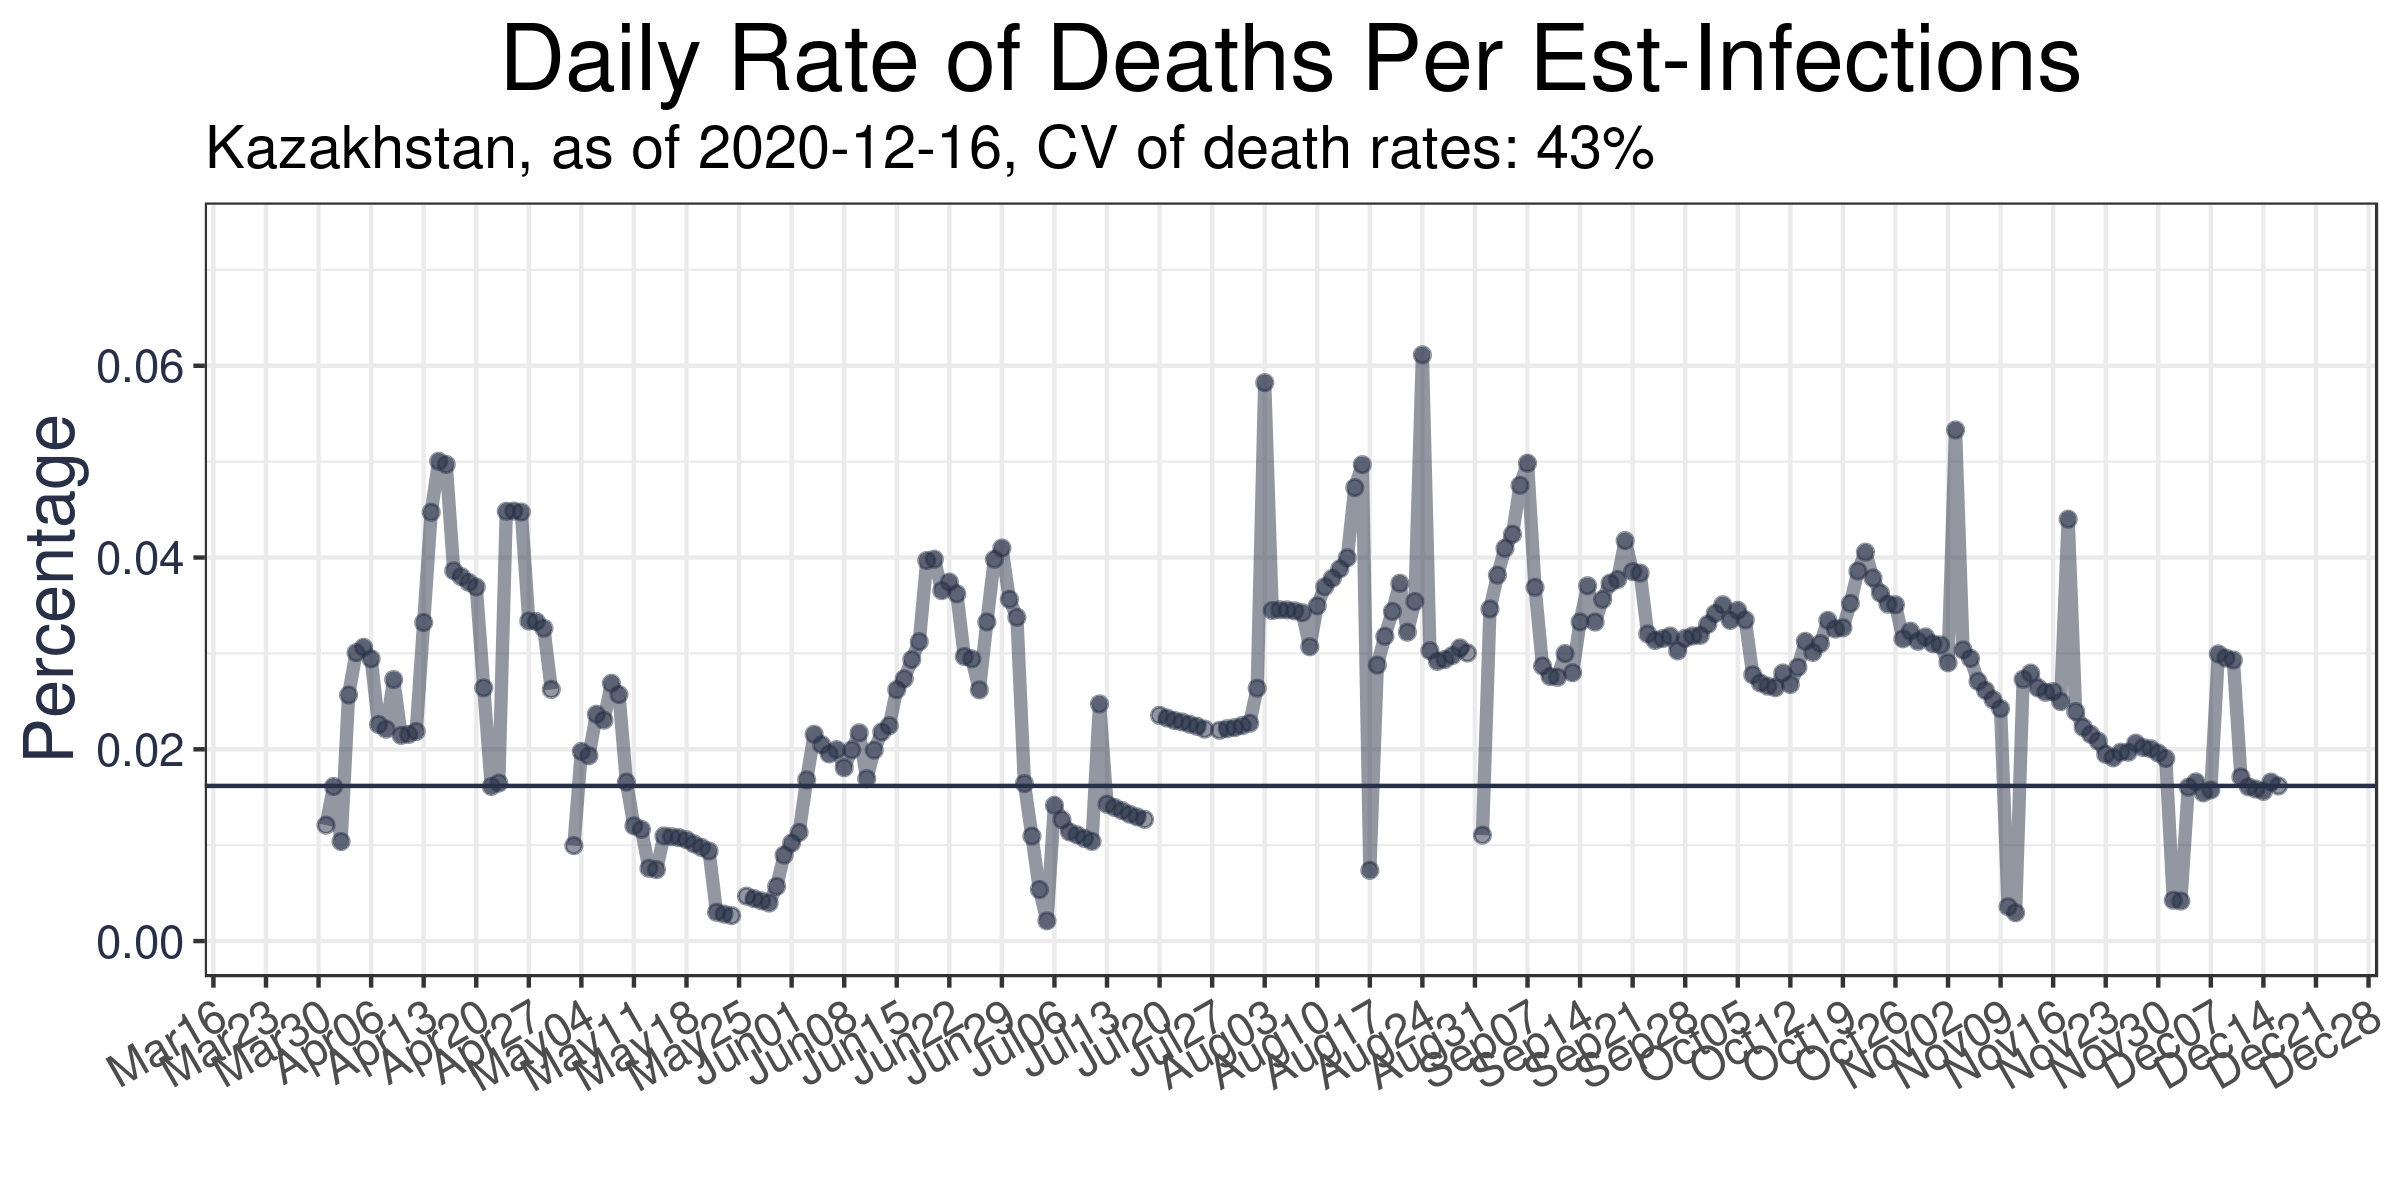 Daily Rate of Deaths Per Est-Infections
Kazakhstan, as of 2020-12-16, CV of death rates: 43%
Percentage
0.06
0.04
0.02
0.00
Mar16
Mar23
Mar30
Apr06
Apr13
Apr20
Apr27
May04
May11
May18
May25
Jun01
Jun08
Jun15
Jun22
Jun29
Jul06
Jul13
Jul20
Jul27
Aug03
Aug10
Aug17
Aug24
Aug31
Sep07
Sep14
Sep21
Sep28
Oct05
Oct12
Oct19
Oct26
Nov02
Nov09
Nov16
Nov23
Nov30
Dec07
Dec14
Dec21
Dec28